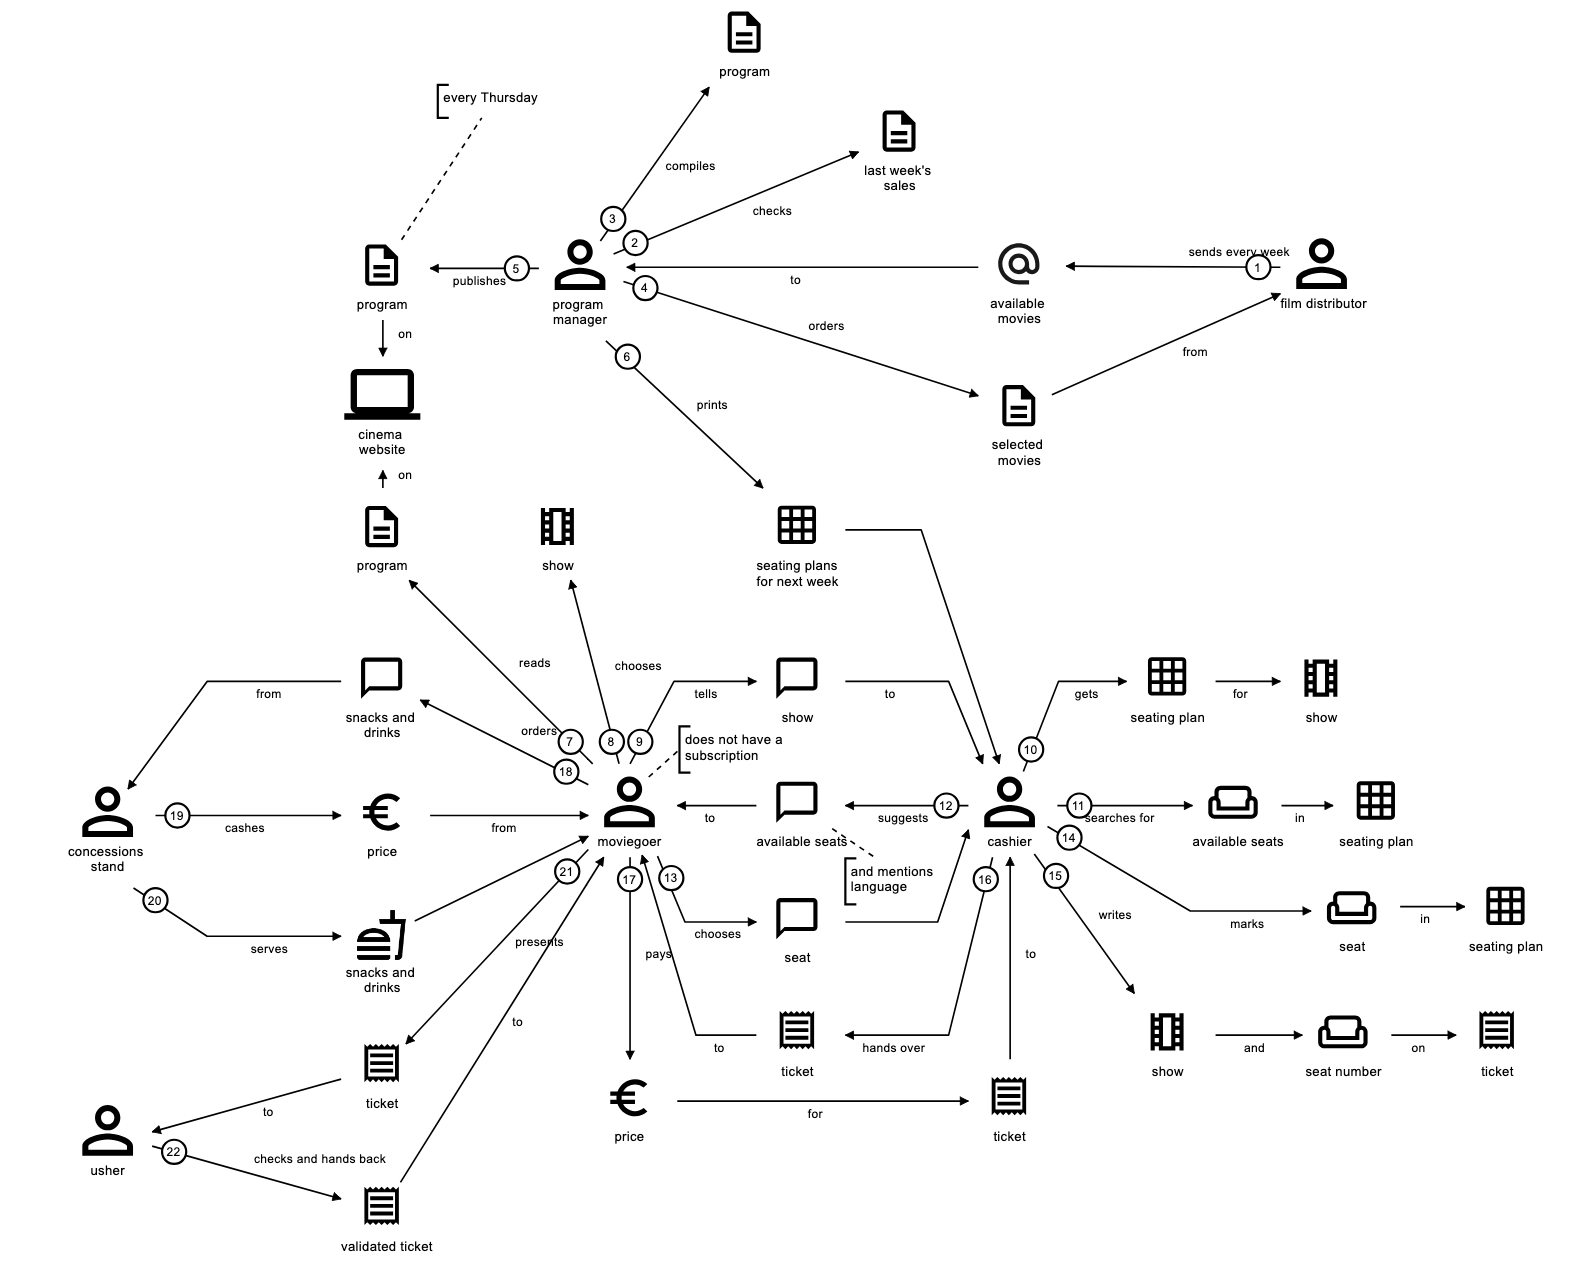 program
every Thursday
compiles
last week's
sales
checks
3
2
sends every week
5
publishes
1
4
to
program
program
manager
available
movies
film distributor
on
orders
from
6
prints
cinema
website
selected
movies
on
program
show
seating plans
for next week
reads
chooses
from
tells
to
gets
for
snacks and
drinks
show
seating plan
show
orders
7
8
9
does not have a
subscription
10
18
19
cashes
from
to
12
suggests
11
searches for
in
concessions
stand
price
moviegoer
available seats
cashier
available seats
seating plan
14
21
17
13
and mentions
language
16
15
20
writes
marks
in
serves
presents
chooses
seat
seat
seating plan
snacks and
drinks
pays
to
to
to
hands over
and
on
ticket
show
seat number
ticket
ticket
to
for
price
ticket
usher
22
checks and hands back
validated ticket